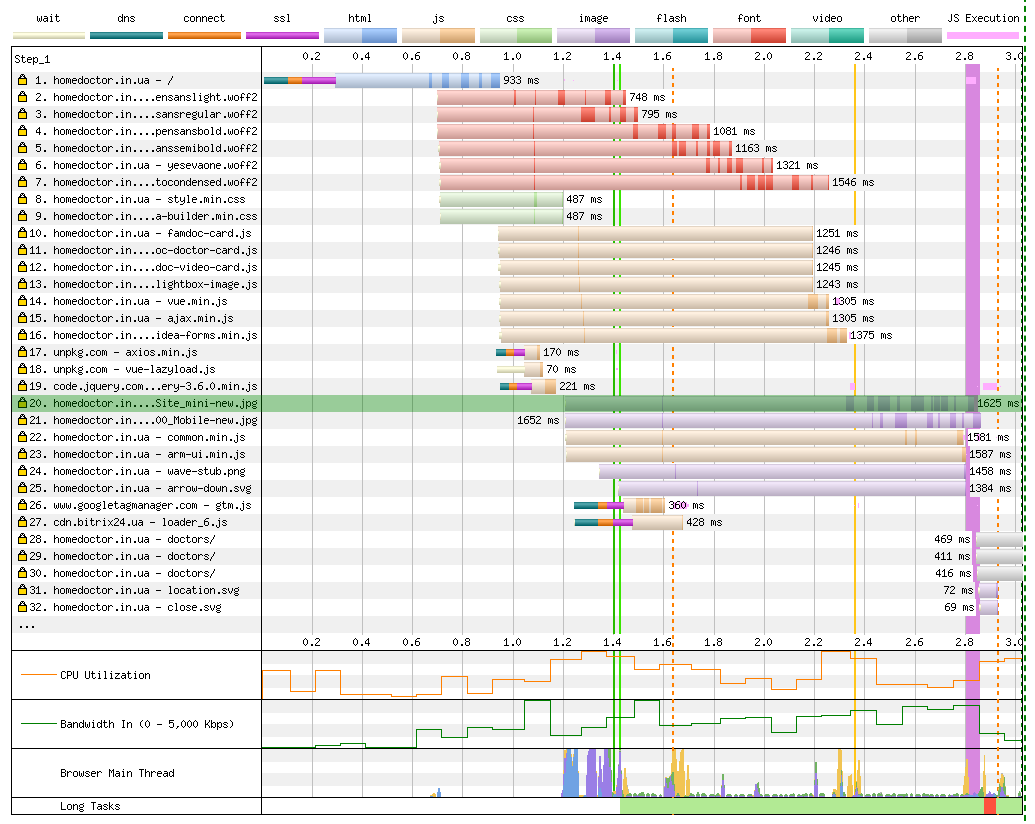 wait dns connect ssl html js css image flash font video other JS Execution
Step_1 0.2 0.4 0.6 0.8 1.0 1.2 1.4 1.6 1.8 2.0 2.2 2.4 2.6 2.8 3.0
1. homedoctor.in.ua - / 933 ms
2. homedoctor.in....ensanslight.woff2 748 ms
3. homedoctor.in....sansregular.woff2 795 ms
4. homedoctor.in....pensansbold.woff2 1081 ms
5. homedoctor.in....anssemibold.woff2 1163 ms
6. homedoctor.in.ua - yesevaone.woff2 1321 ms
7. homedoctor.in....tocondensed.woff2 1546 ms
8. homedoctor.in.ua - style.min.css 487 ms
9. homedoctor.in....a-builder.min.css 487 ms
10. homedoctor.in.ua - famdoc-card.js 1251 ms
11. homedoctor.in....oc-doctor-card.js 1246 ms
12. homedoctor.in....doc-video-card.js 1245 ms
13. homedoctor.in....lightbox-image.js 1243 ms
14. homedoctor.in.ua - vue.min.js 1305 ms
15. homedoctor.in.ua - ajax.min.js 1305 ms
16. homedoctor.in....idea-forms.min.js 1375 ms
17. unpkg.com - axios.min.js 170 ms
18. unpkg.com - vue-lazyload.js 70 ms
19. code.jquery.com...ery-3.6.0.min.js 221 ms
20. homedoctor.in....Site_mini-new.jpg 1625 ms
21. homedoctor.in....00_Mobile-new.jpg 1652 ms
22. homedoctor.in.ua - common.min.js 1581 ms
23. homedoctor.in.ua - arm-ui.min.js 1587 ms
24. homedoctor.in.ua - wave-stub.png 1458 ms
25. homedoctor.in.ua - arrow-down.svg 1384 ms
26. www.googletagmanager.com - gtm.js 360 ms
27. cdn.bitrix24.ua - loader_6.js 428 ms
28. homedoctor.in.ua - doctors/ 469 ms
29. homedoctor.in.ua - doctors/ 411 ms
30. homedoctor.in.ua - doctors/ 416 ms
31. homedoctor.in.ua - location.svg 72 ms
32. homedoctor.in.ua - close.svg 69 ms
...
0.2 0.4 0.6 0.8 1.0 1.2 1.4 1.6 1.8 2.0 2.2 2.4 2.6 2.8 3.0
CPU Utilization
Bandwidth In (0 - 5,000 Kbps)
Browser Main Thread
Long Tasks